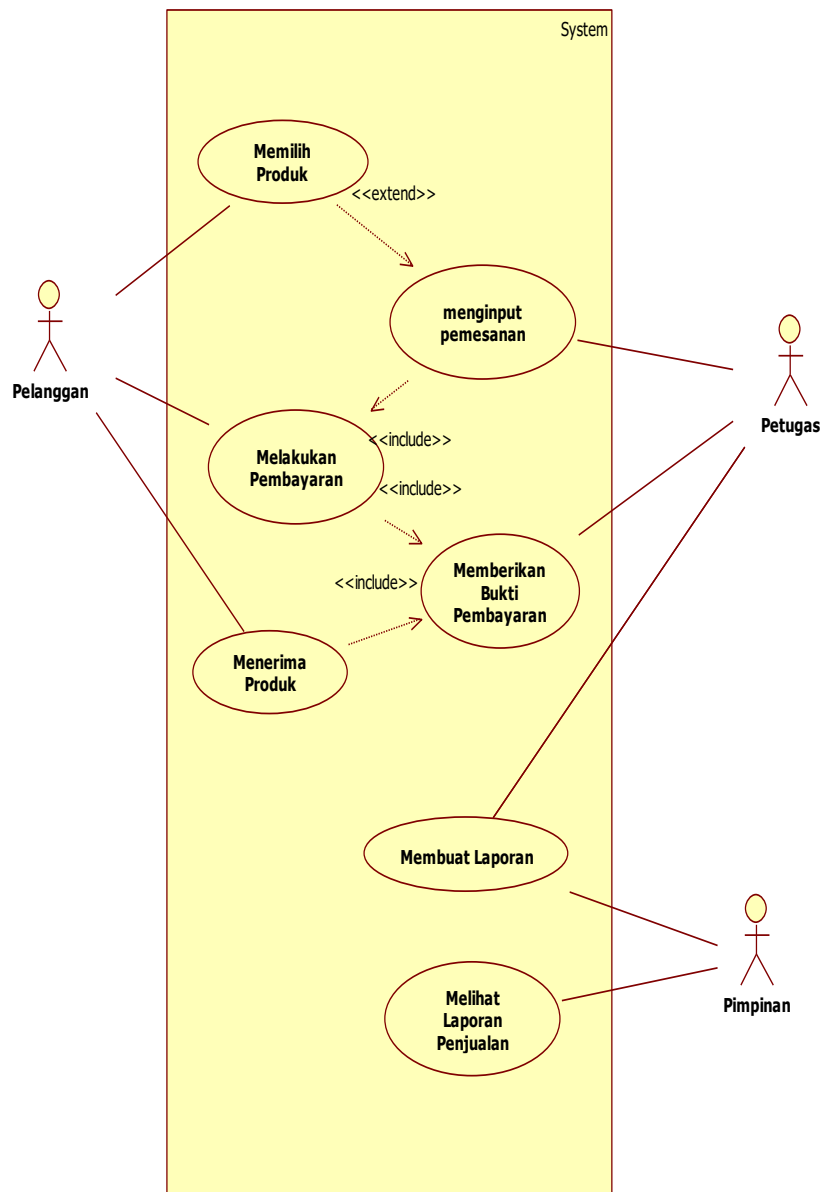 System
Memilih
Produk
<<extend>>
menginput
pemesanan
Pelanggan
Petugas
<<include>>
Melakukan
Pembayaran
<<include>>
Memberikan
Bukti
Pembayaran
<<include>>
Menerima
Produk
Membuat Laporan
Melihat
Laporan
Penjualan
Pimpinan